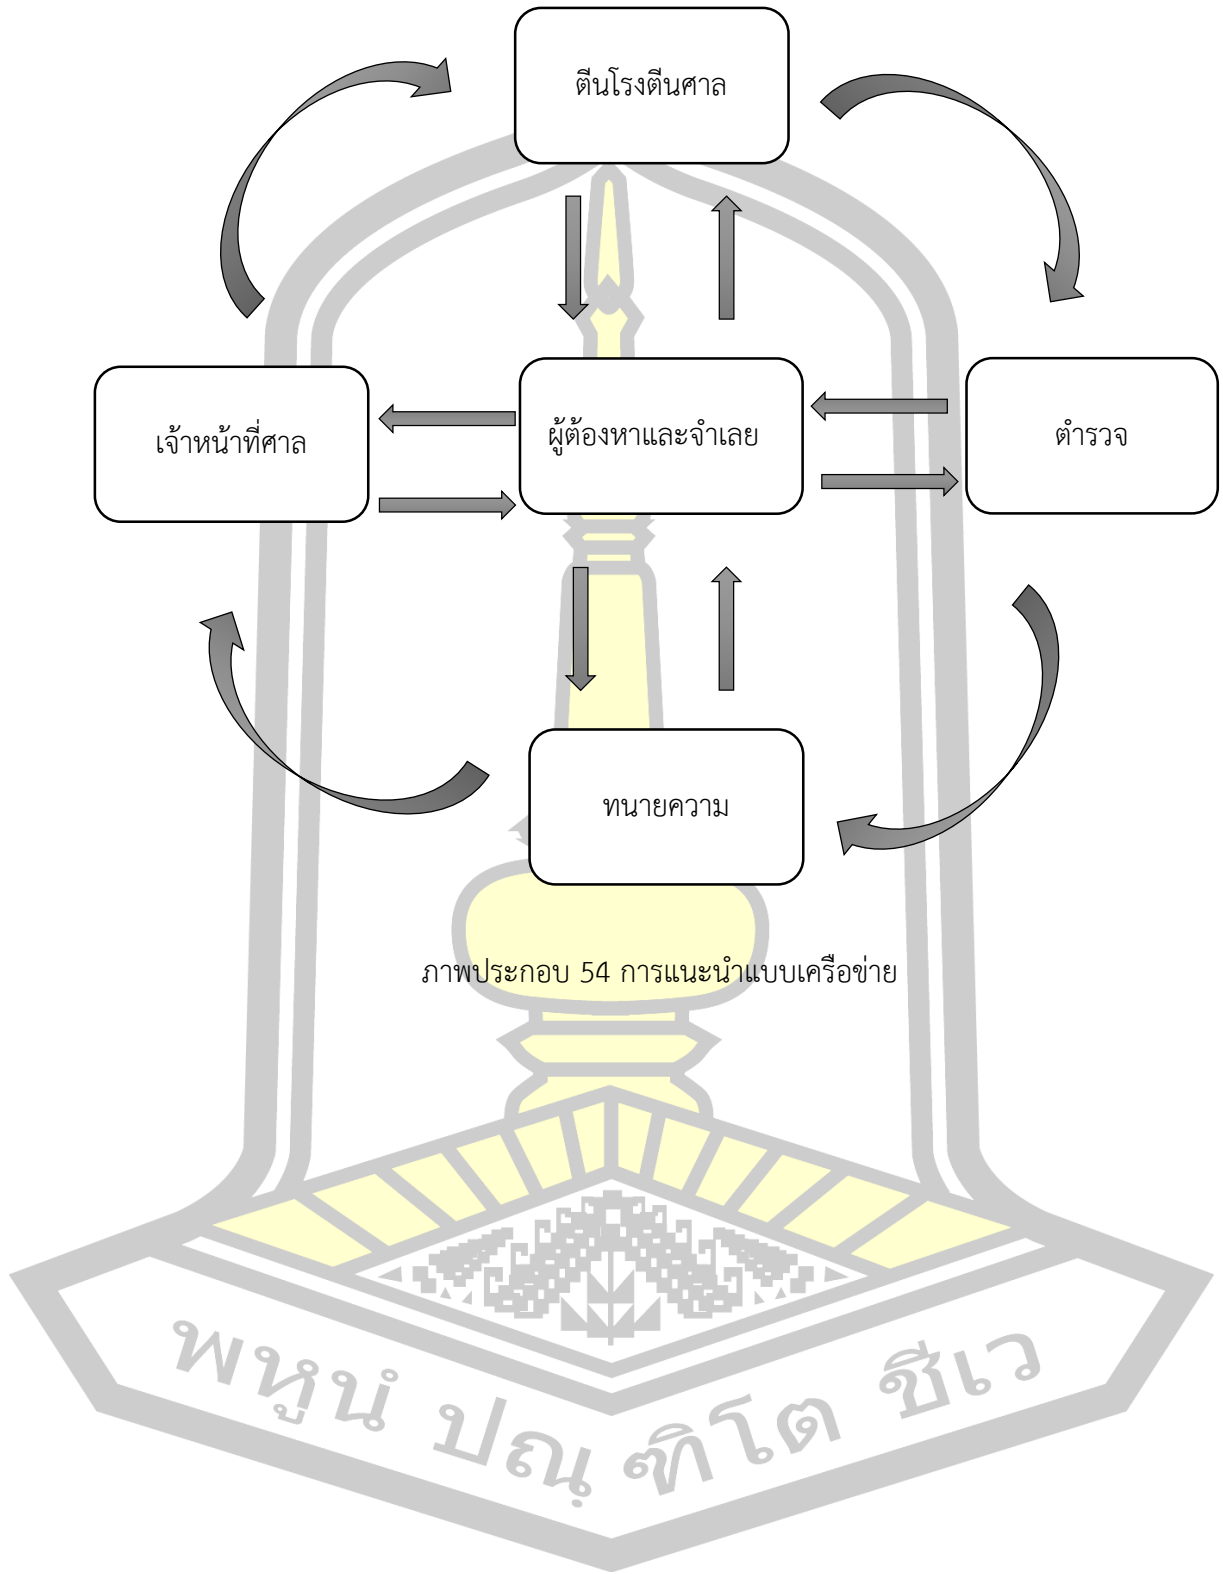 ตีนโรงตีนศาล
เจ้าหน้าที่ศาล
ผู้ต้องหาและจำเลย
ตำรวจ
ทนายความ
ภาพประกอบ 54 การแนะนำแบบเครือข่าย
พหูนํ ปณฺฑิโต ชีเว